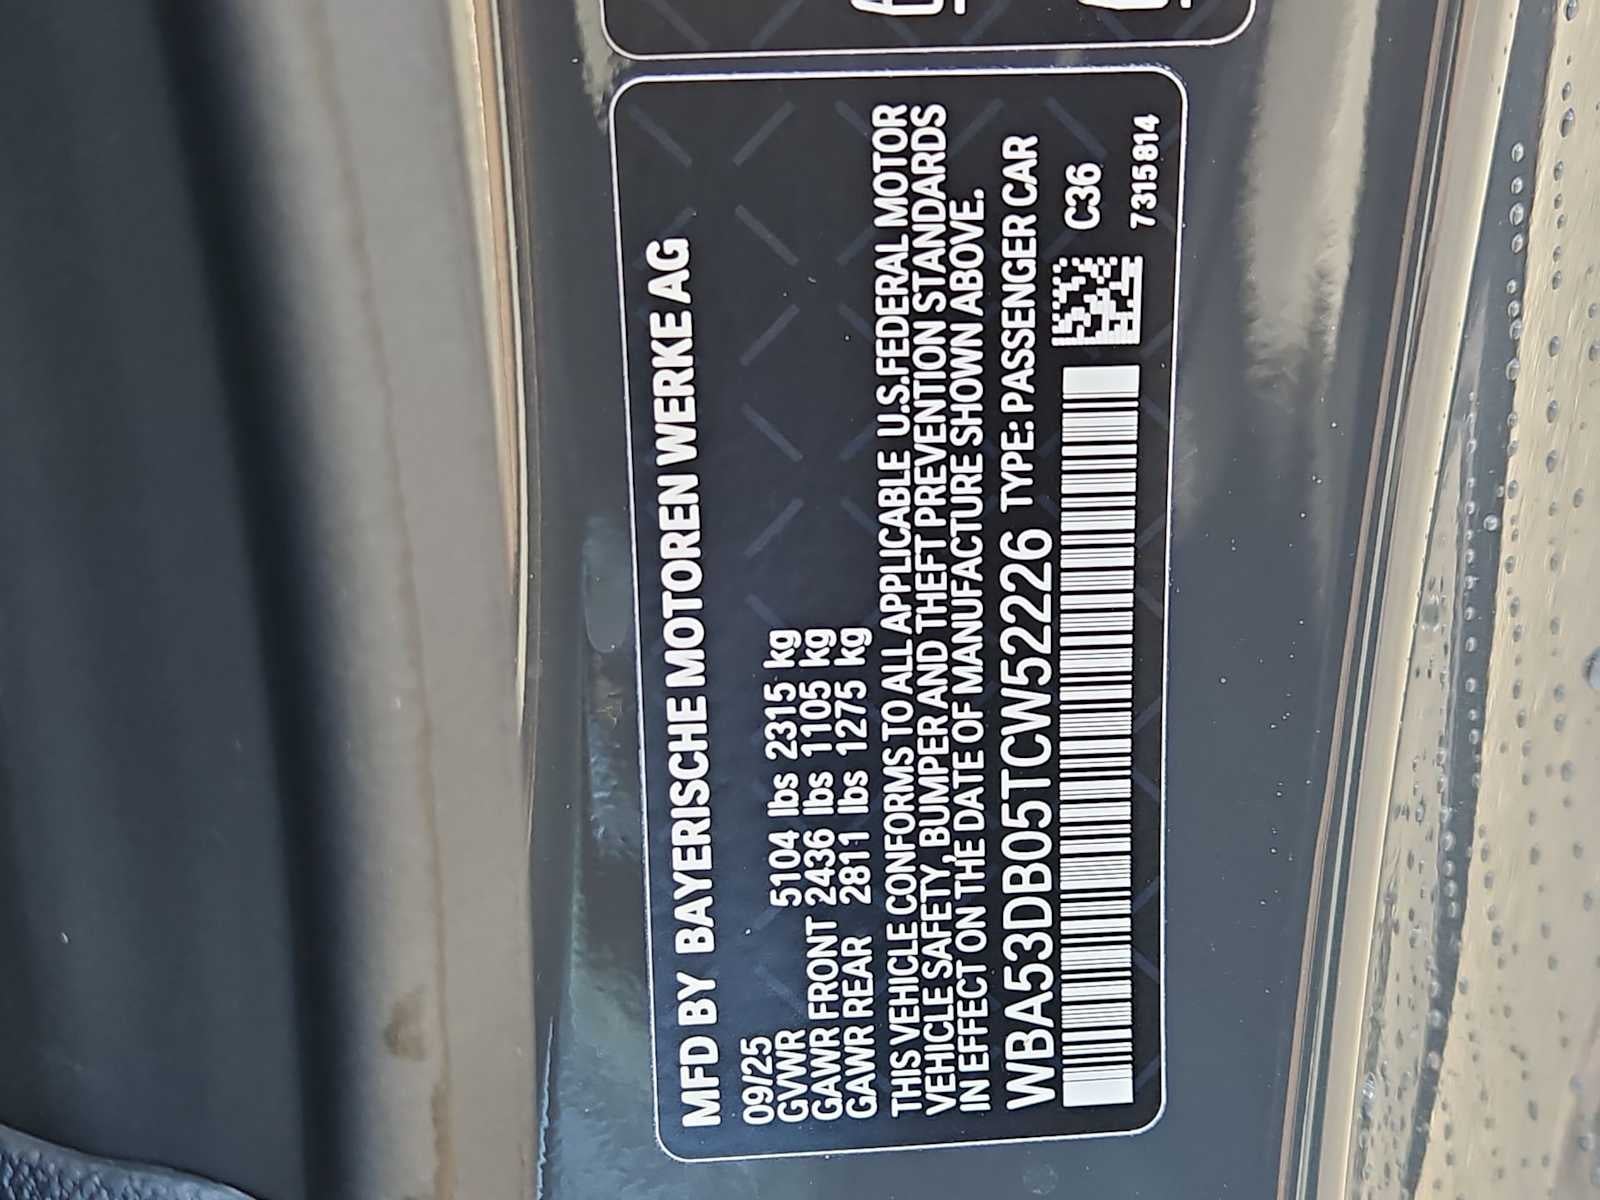 MFD BY BAYERISCHE MOTOREN WERKE AG
09/25
GVWR 5104 lbs 2315 kg
GAWR FRONT 2436 lbs 1105 kg
GAWR REAR 2811 lbs 1275 kg
THIS VEHICLE CONFORMS TO ALL APPLICABLE U.S.FEDERAL MOTOR
VEHICLE SAFETY, BUMPER AND THEFT PREVENTION STANDARDS
IN EFFECT ON THE DATE OF MANUFACTURE SHOWN ABOVE.
WBA53DB05TCW52226 TYPE: PASSENGER CAR
C36
7315814